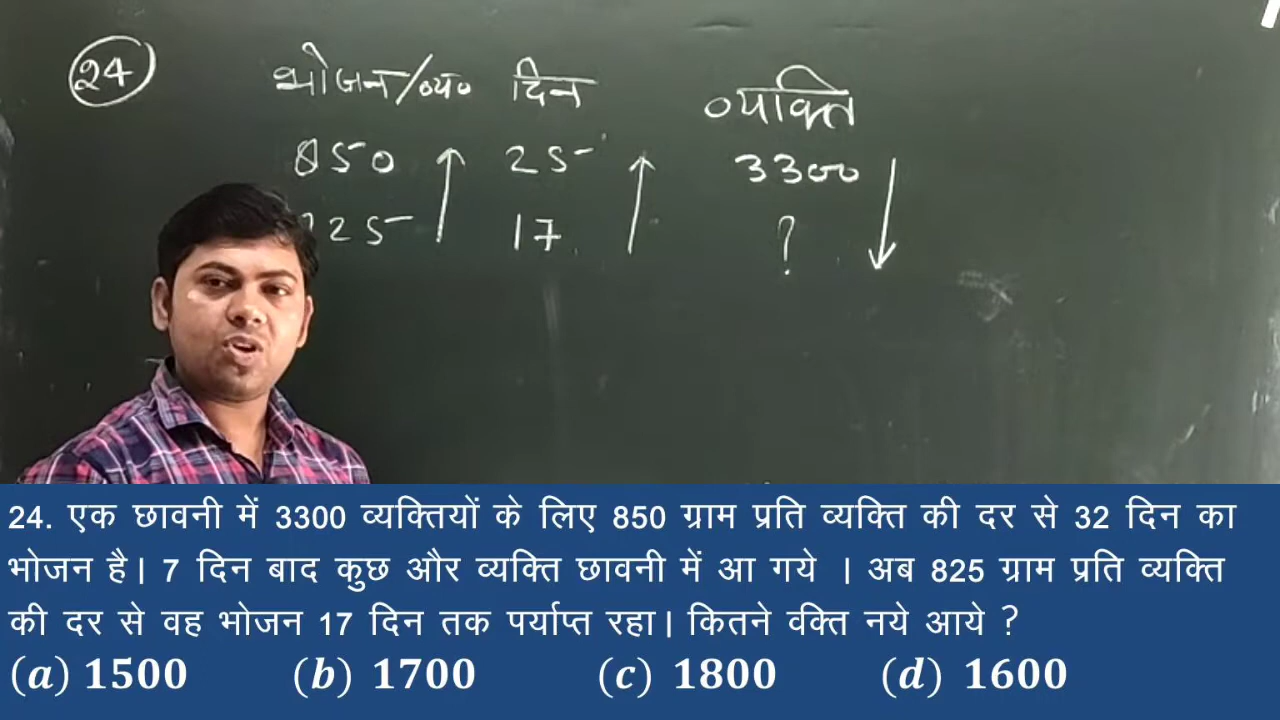 24
भोजन/व्य० दिन व्यक्ति
850 25 3300
225 17 ?
24. एक छावनी में 3300 व्यक्तियों के लिए 850 ग्राम प्रति व्यक्ति की दर से 32 दिन का
भोजन है। 7 दिन बाद कुछ और व्यक्ति छावनी में आ गये । अब 825 ग्राम प्रति व्यक्ति
की दर से वह भोजन 17 दिन तक पर्याप्त रहा। कितने वंक्ति नये आये ?
(a) 1500 (b) 1700 (c) 1800 (d) 1600